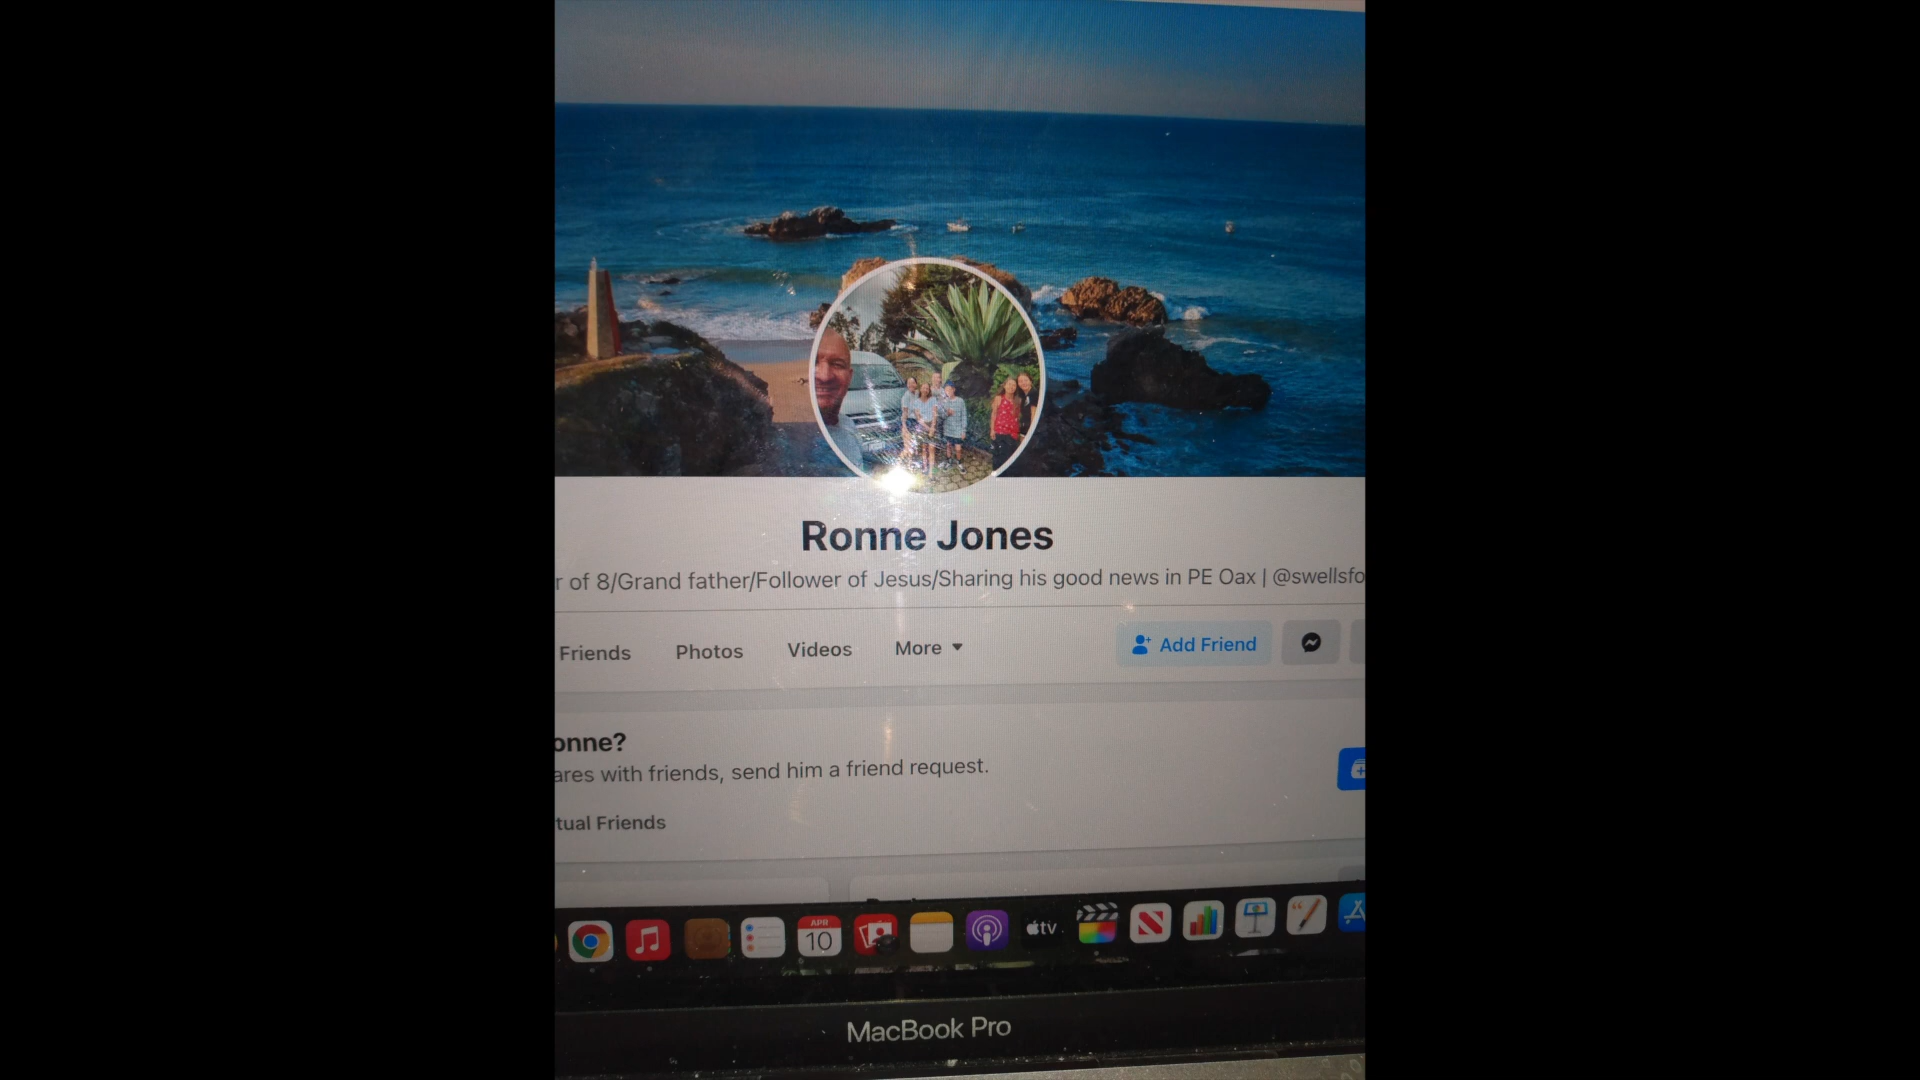 Ronne Jones
r of 8/Grand father/Follower of Jesus/Sharing his good news in PE Oax | @swellsfo
Friends Photos Videos More Add Friend
onne?
ares with friends, send him a friend request.
tual Friends
APR
10
tv
MacBook Pro